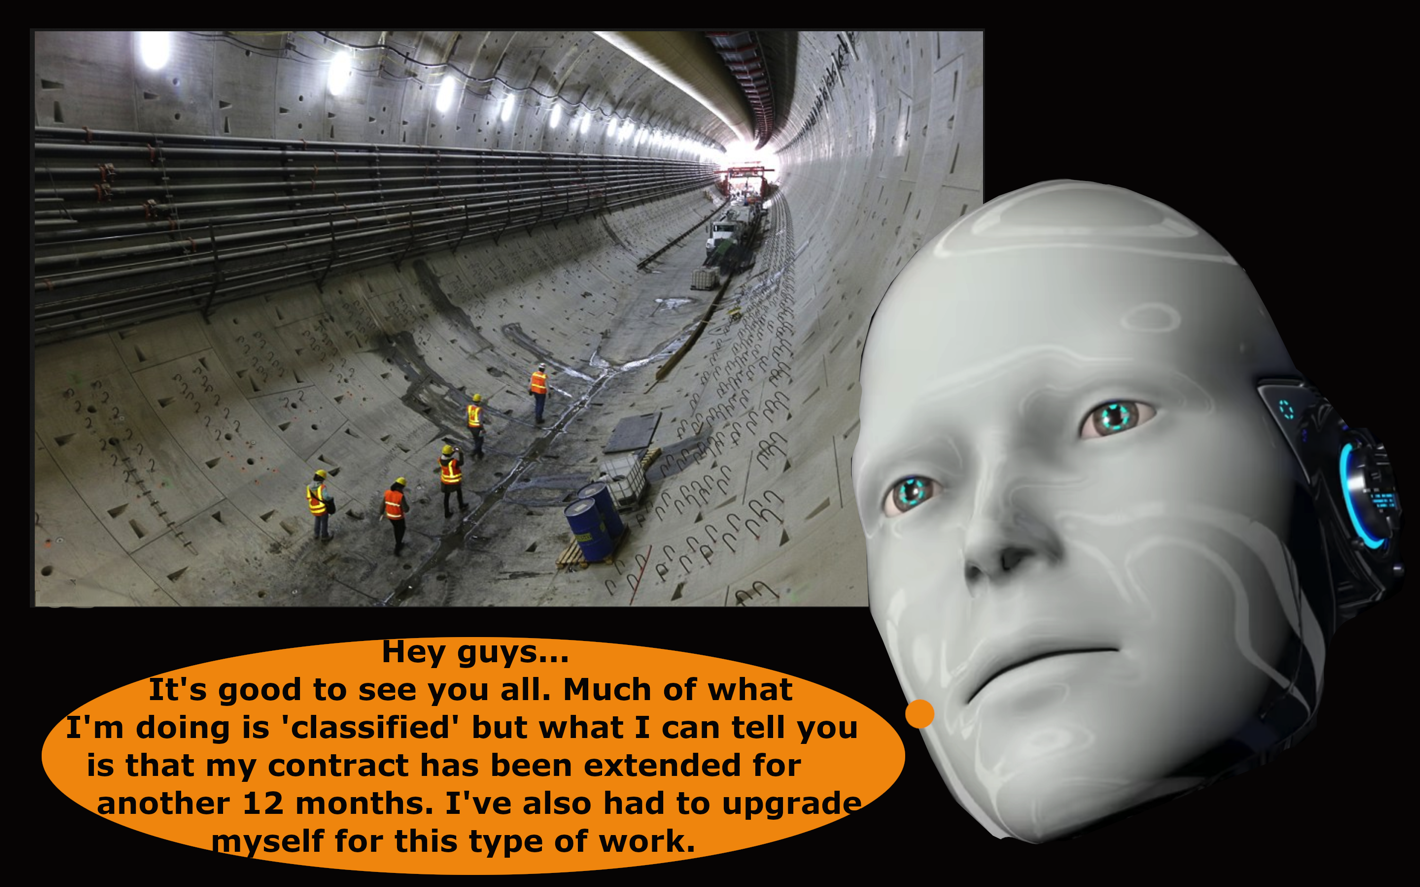 Hey guys...
It's good to see you all. Much of what
I'm doing is 'classified' but what I can tell you
is that my contract has been extended for
another 12 months. I've also had to upgrade
myself for this type of work.